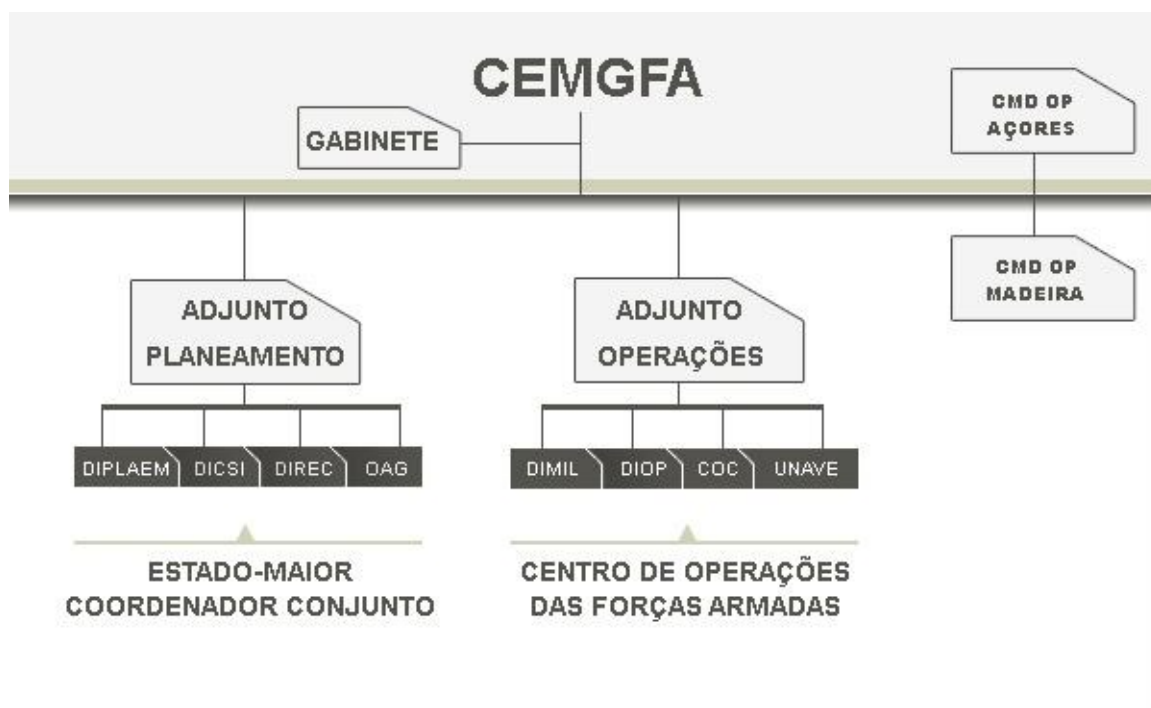 CEMGFA
GABINETE
CMD OP
AÇORES
CMD OP
MADEIRA
ADJUNTO
PLANEAMENTO
ADJUNTO
OPERAÇÕES
DIPLAEM DICSI DIREC OAG
DIMIL DIOP COC UNAVE
ESTADO-MAIOR
COORDENADOR CONJUNTO
CENTRO DE OPERAÇÕES
DAS FORÇAS ARMADAS